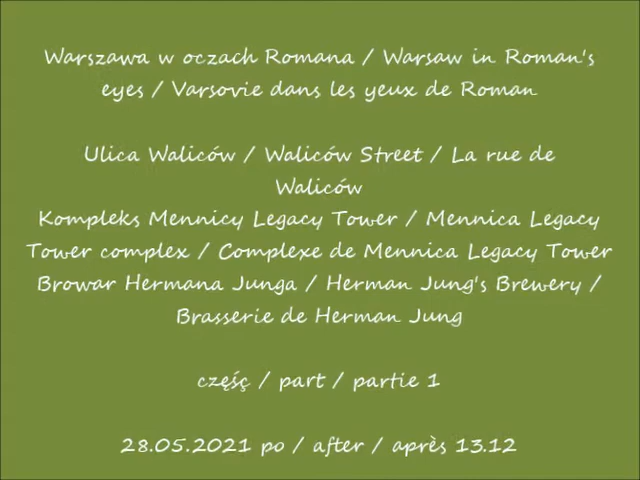 Warszawa w oczach Romana / Warsaw in Roman's
eyes / Varsovie dans les yeux de Roman
Ulica Waliców / Waliców Street / La rue de
Waliców
Kompleks Mennicy Legacy Tower / Mennica Legacy
Tower complex / Complexe de Mennica Legacy Tower
Browar Hermana Junga / Herman Jung's Brewery /
Brasserie de Herman Jung
częśç / part / partie 1
28.05.2021 po / after / après 13.12